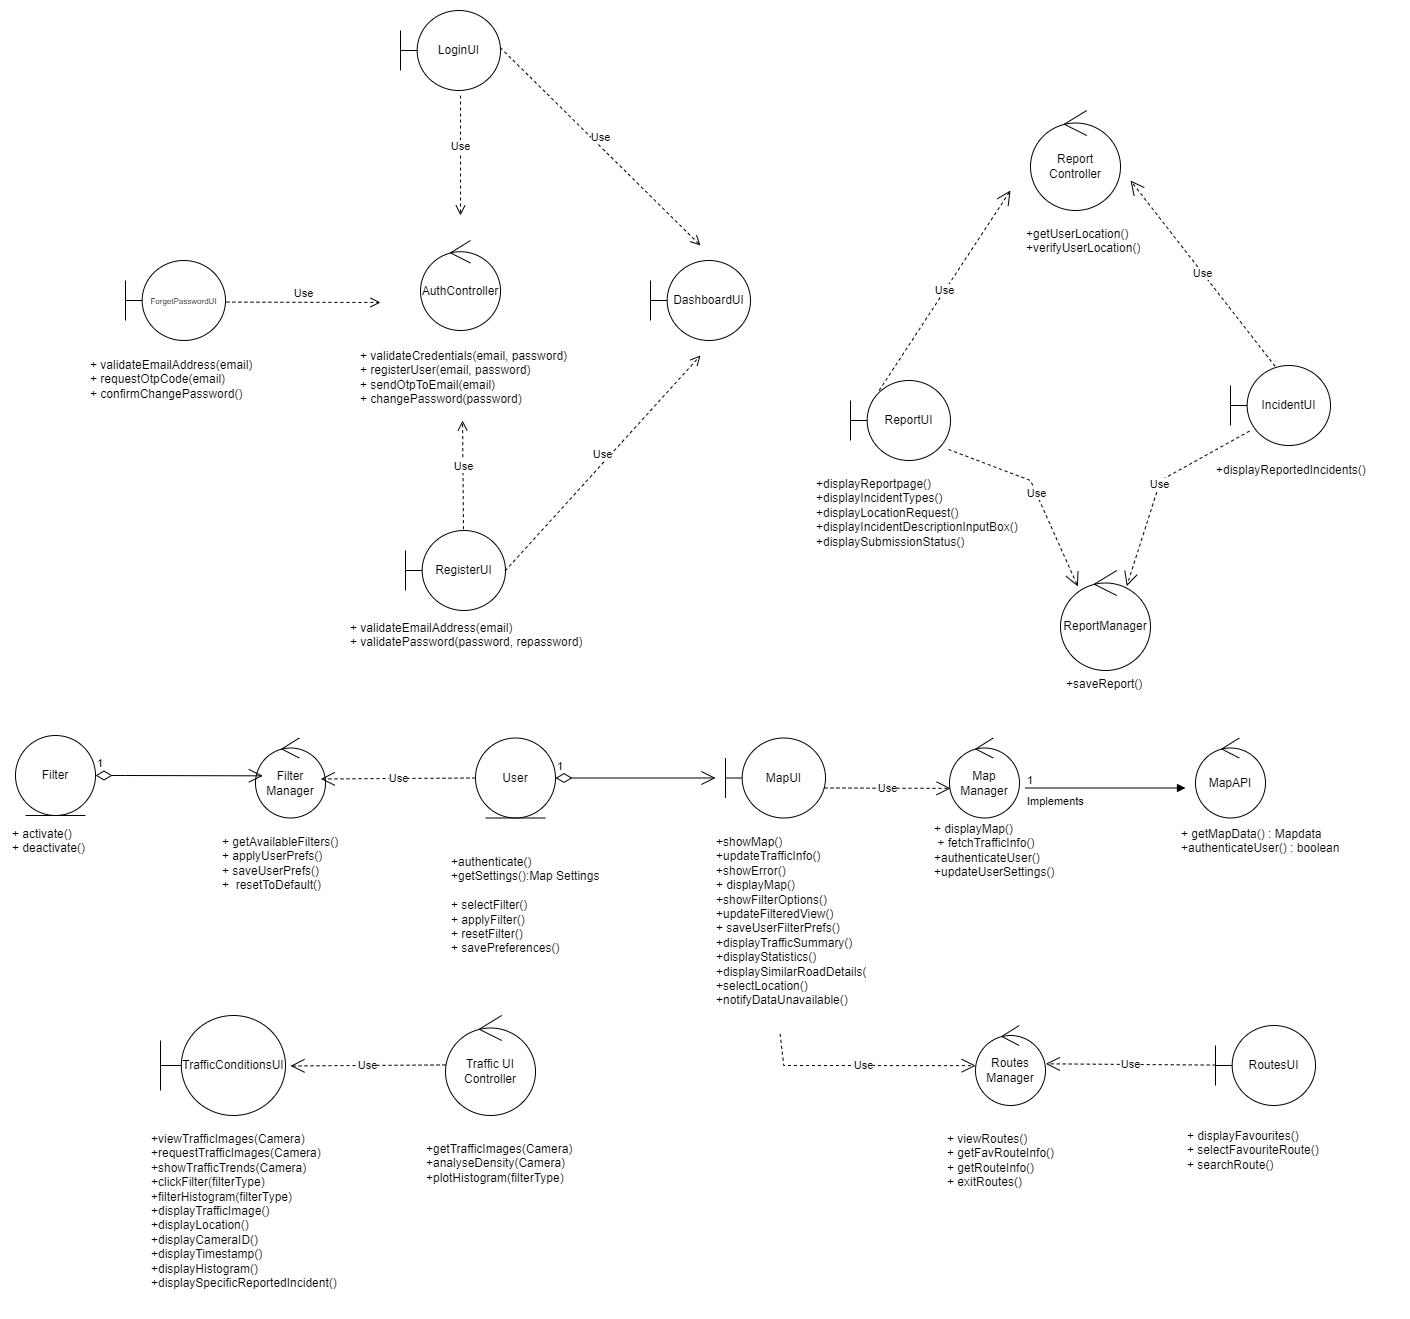 LoginUI
Use
Use
Report
Controller
+getUserLocation()
+verifyUserLocation()
Use
Use
ForgetPasswordUI
Use
AuthController
DashboardUI
+ validateEmailAddress(email)
+ requestOtpCode(email)
+ confirmChangePassword()
+ validateCredentials(email, password)
+ registerUser(email, password)
+ sendOtpToEmail(email)
+ changePassword(password)
Use
Use
ReportUI
IncidentUI
+displayReportedIncidents()
+displayReportpage()
+displayIncidentTypes()
+displayLocationRequest()
+displayIncidentDescriptionInputBox()
+displaySubmissionStatus()
Use
Use
RegisterUI
+ validateEmailAddress(email)
+ validatePassword(password, repassword)
ReportManager
+saveReport()
Filter
1
Filter
Manager
Use
User
1
MapUI
Use
Map
Manager
1
Implements
MapAPI
+ activate()
+ deactivate()
+ getAvailableFilters()
+ applyUserPrefs()
+ saveUserPrefs()
+  resetToDefault()
+authenticate()
+getSettings():Map Settings
+ selectFilter()
+ applyFilter()
+ resetFilter()
+ savePreferences()
+showMap()
+updateTrafficInfo()
+showError()
+ displayMap()
+showFilterOptions()
+updateFilteredView()
+ saveUserFilterPrefs()
+displayTrafficSummary()
+displayStatistics()
+displaySimilarRoadDetails(
+selectLocation()
+notifyDataUnavailable()
+ displayMap()
+ fetchTrafficInfo()
+authenticateUser()
+updateUserSettings()
+ getMapData() : Mapdata
+authenticateUser() : boolean
TrafficConditionsUI
Use
Traffic UI
Controller
Use
Routes
Manager
Use
RoutesUI
+viewTrafficImages(Camera)
+requestTrafficImages(Camera)
+showTrafficTrends(Camera)
+clickFilter(filterType)
+filterHistogram(filterType)
+displayTrafficImage()
+displayLocation()
+displayCameraID()
+displayTimestamp()
+displayHistogram()
+displaySpecificReportedIncident()
+getTrafficImages(Camera)
+analyseDensity(Camera)
+plotHistogram(filterType)
+ viewRoutes()
+ getFavRouteInfo()
+ getRouteInfo()
+ exitRoutes()
+ displayFavourites()
+ selectFavouriteRoute()
+ searchRoute()